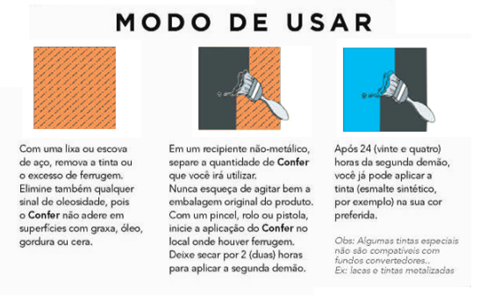 MODO DE USAR
Com uma lixa ou escova
de aço, remova a tinta ou
o excesso de ferrugem.
Elimine também qualquer
sinal de oleosidade, pois
o Confer não adere em
superfícies com graxa, óleo,
gordura ou cera.
Em um recipiente não-metálico,
separe a quantidade de Confer
que você irá utilizar.
Nunca esqueça de agitar bem a
embalagem original do produto.
Com um pincel, rolo ou pistola,
inicie a aplicação do Confer no
local onde houver ferrugem.
Deixe secar por 2 (duas) horas
para aplicar a segunda demão.
Após 24 (vinte e quatro)
horas da segunda demão,
você já pode aplicar a
tinta (esmalte sintético,
por exemplo) na sua cor
preferida.
Obs: Algumas tintas especiais
não são compatíveis com
fundos convertedores..
Ex: lacas e tintas metalizadas